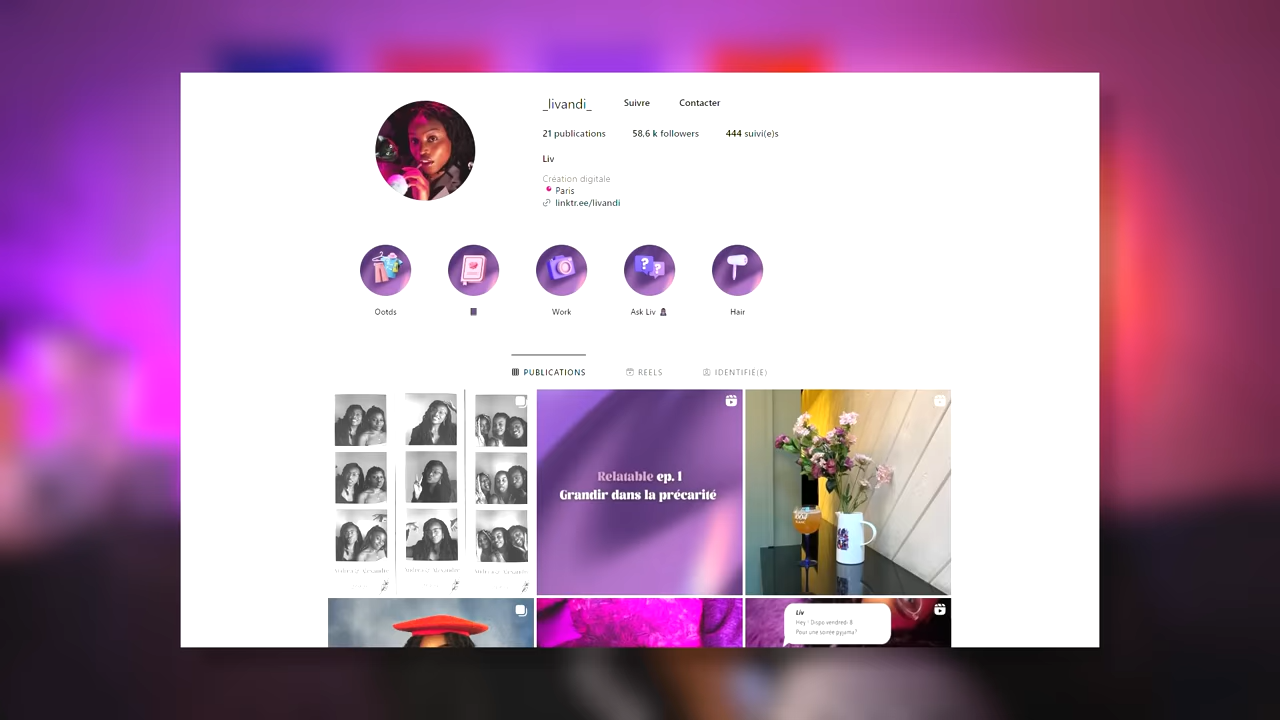 _livandi_ Suivre Contacter
21 publications 58,6 k followers 444 suivi(e)s
Liv
Création digitale
Paris
linktr.ee/livandi
Ootds Work Ask Liv Hair
PUBLICATIONS REELS IDENTIFIE(E)
Relatable ep. 1
Grandir dans la précarité
Liv
Hey ! Dispo vendredi 8
Pour une soirée pyjama?